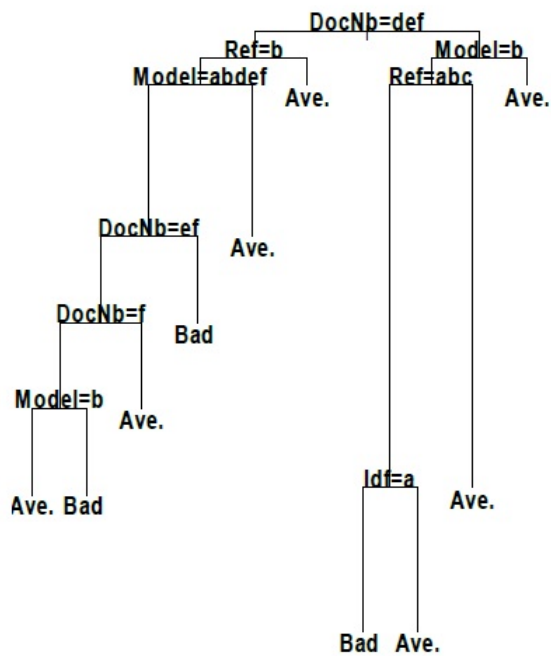 DocNb=def
Ref=b Model=b
Model=abdef Ave. Ref=abc Ave.
DocNb=ef Ave.
DocNb=f Bad
Model=b Ave.
Idf=a Ave.
Ave. Bad
Bad Ave.